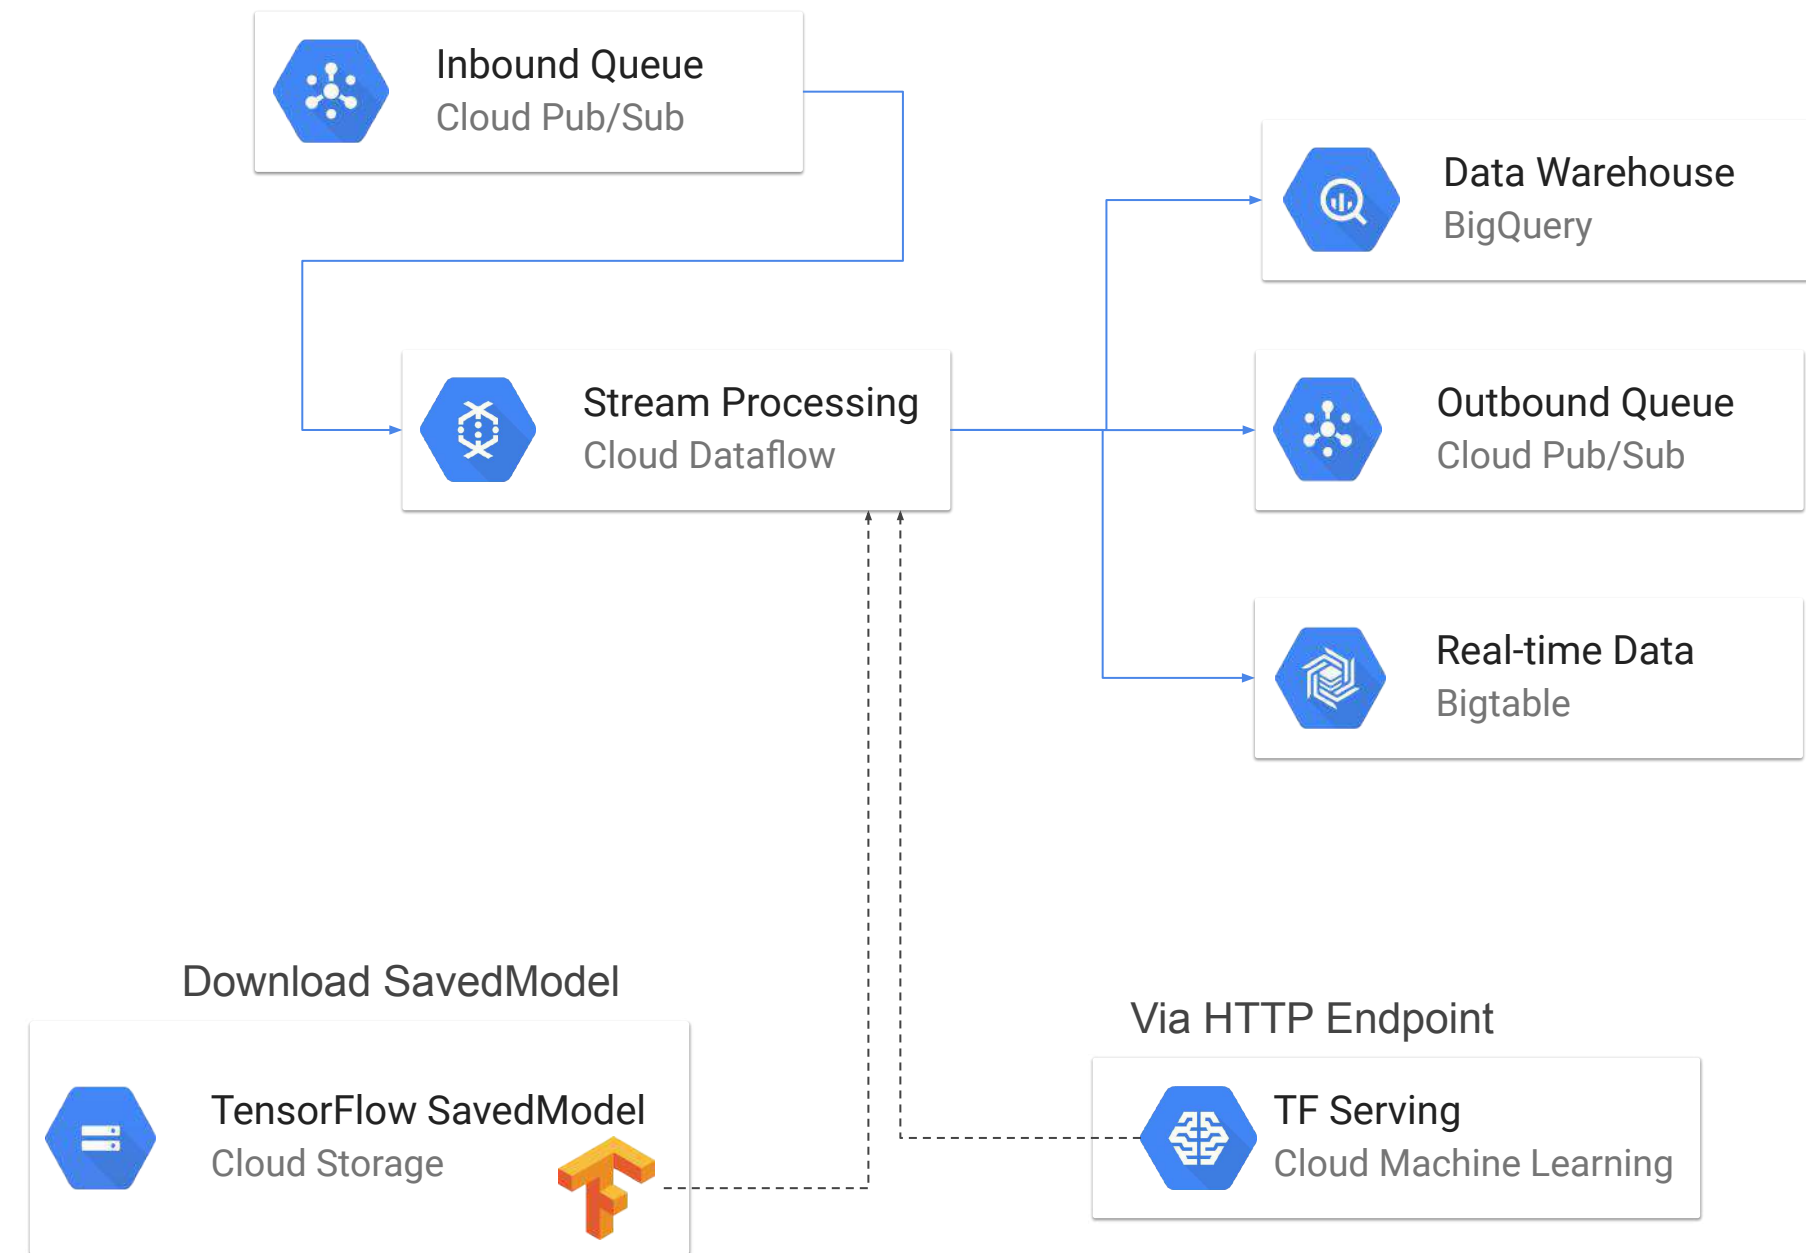 Inbound Queue
Cloud Pub/Sub
Data Warehouse
BigQuery
Stream Processing
Cloud Dataflow
Outbound Queue
Cloud Pub/Sub
Real-time Data
Bigtable
Download SavedModel
TensorFlow SavedModel
Cloud Storage
Via HTTP Endpoint
TF Serving
Cloud Machine Learning